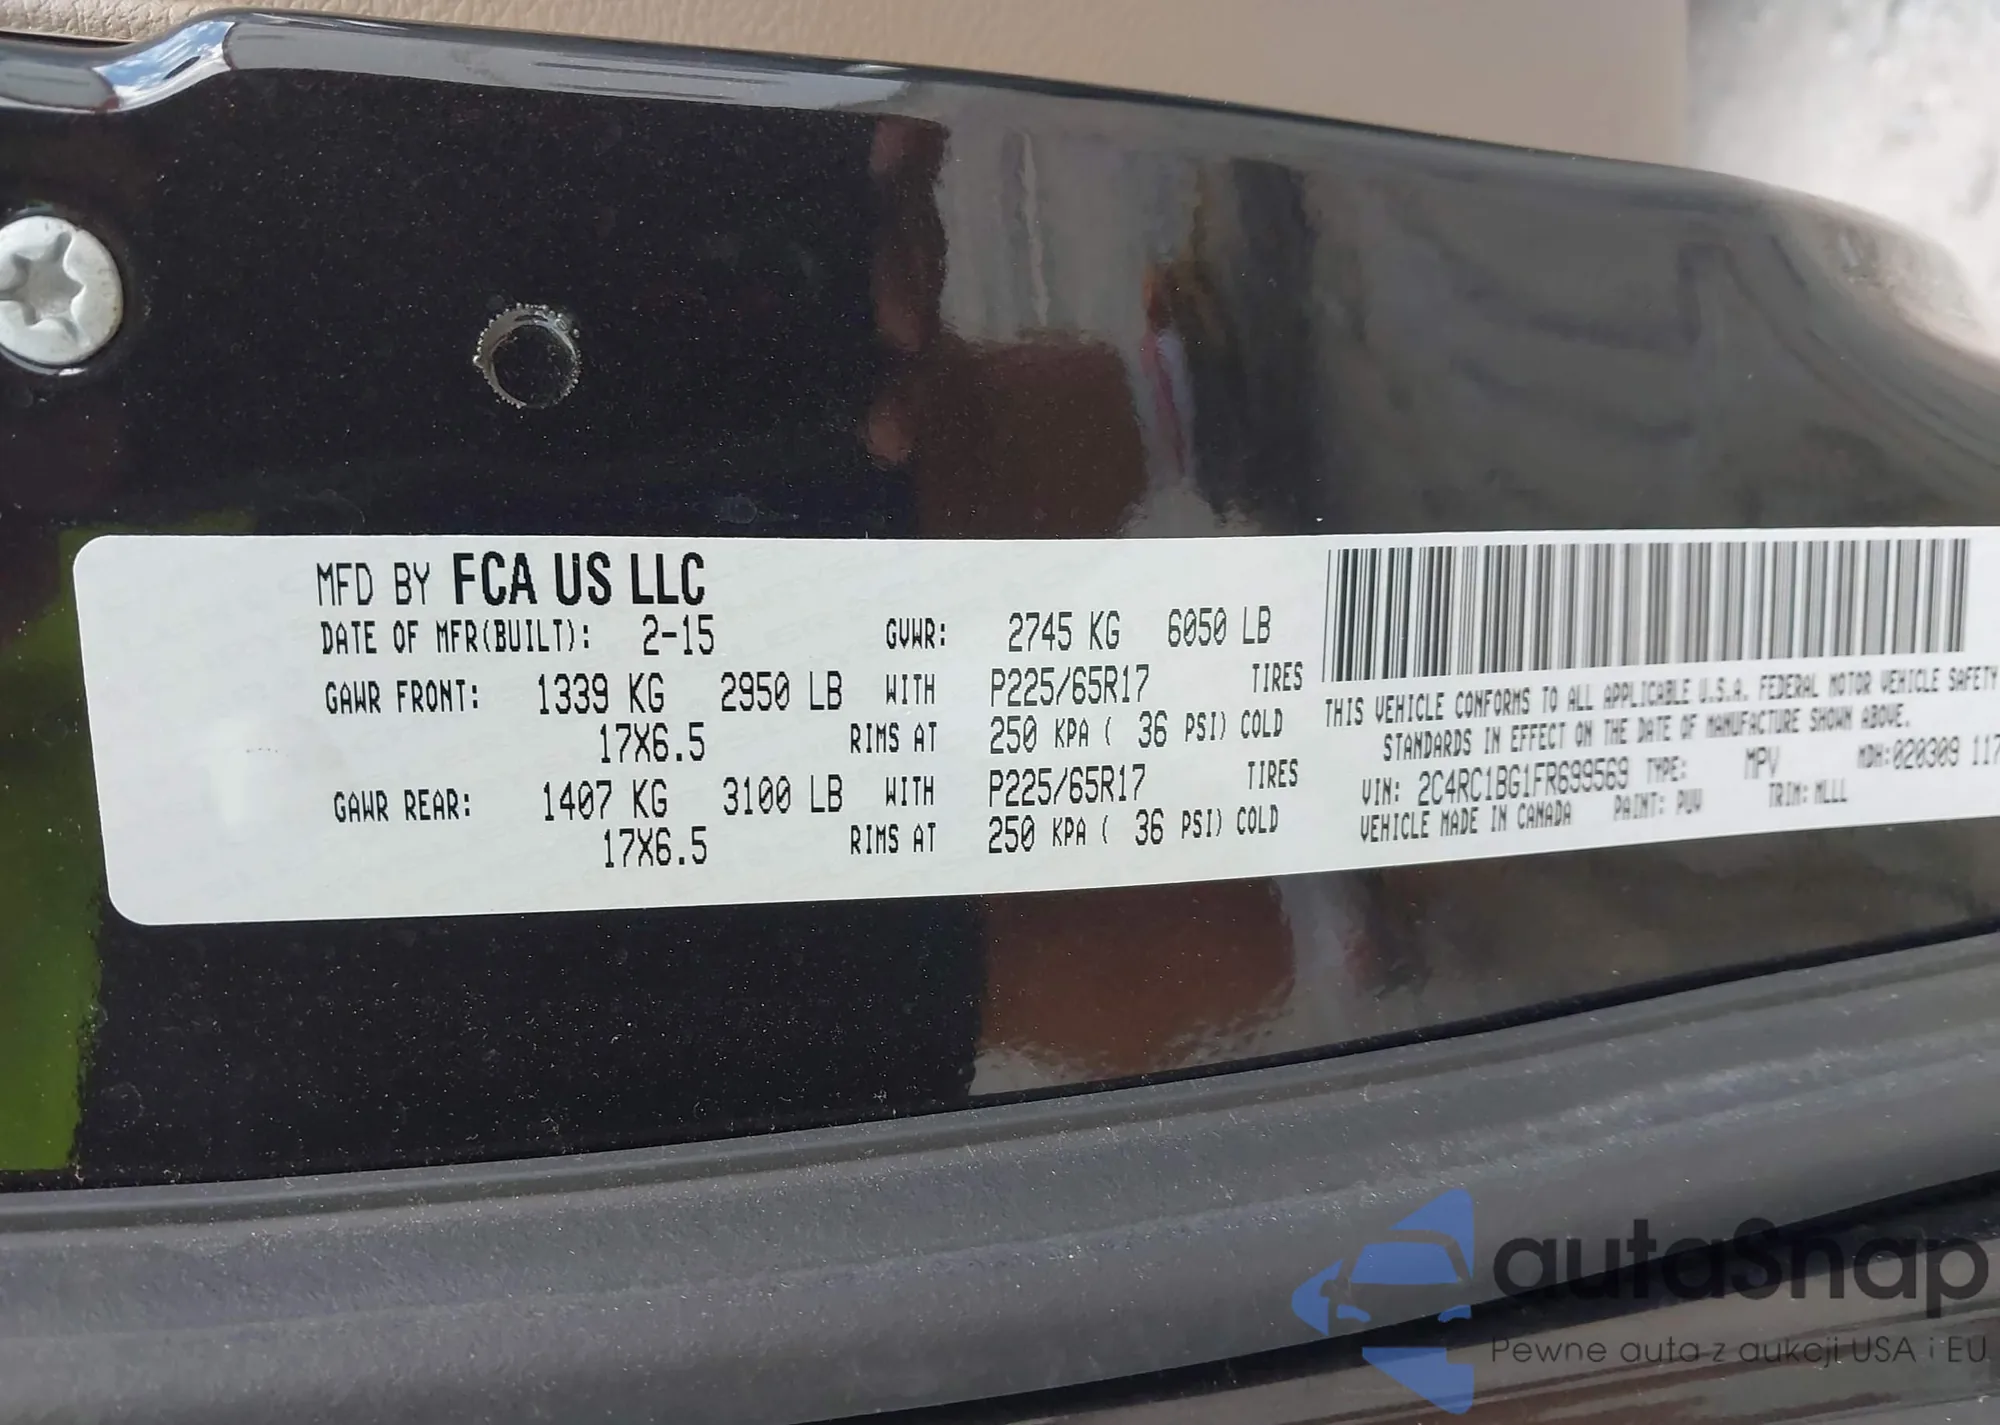 MFD BY FCA US LLC
DATE OF MFR(BUILT): 2-15 GVWR: 2745 KG 6050 LB
GAWR FRONT: 1339 KG 2950 LB WITH P225/65R17 TIRES
17X6.5 RIMS AT 250 KPA ( 36 PSI) COLD
GAWR REAR: 1407 KG 3100 LB WITH P225/65R17 TIRES
17X6.5 RIMS AT 250 KPA ( 36 PSI) COLD
THIS VEHICLE CONFORMS TO ALL APPLICABLE U.S.A. FEDERAL MOTOR VEHICLE SAFETY
STANDARDS IN EFFECT ON THE DATE OF MANUFACTURE SHOWN ABOVE.
VIN: 2C4RC1BG1FR699569 TYPE: MPV MDH:020309 117
VEHICLE MADE IN CANADA PAINT: PUV TRIM: MLLL
autaSnap
Pewne auta z aukcji USA i EU